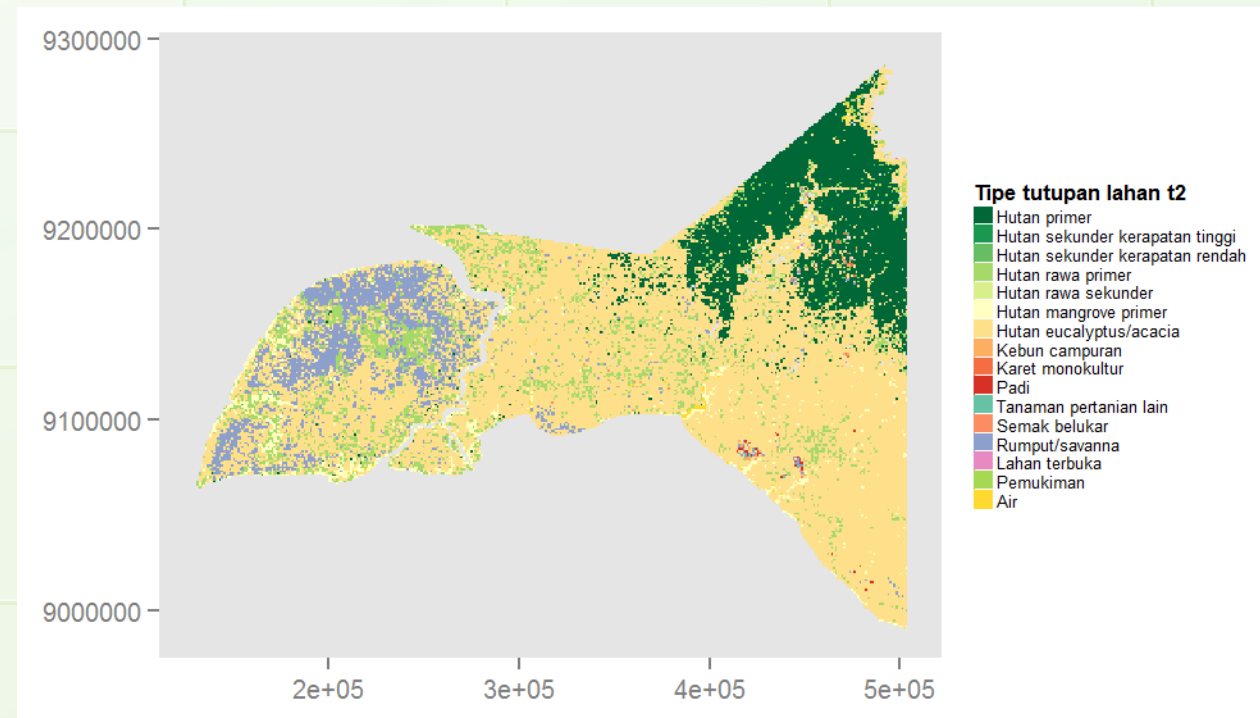 9300000
9200000
9100000
9000000
2e+05
3e+05
4e+05
5e+05
Tipe tutupan lahan t2
Hutan primer
Hutan sekunder kerapatan tinggi
Hutan sekunder kerapatan rendah
Hutan rawa primer
Hutan rawa sekunder
Hutan mangrove primer
Hutan eucalyptus/acacia
Kebun campuran
Karet monokultur
Padi
Tanaman pertanian lain
Semak belukar
Rumput/savanna
Lahan terbuka
Pemukiman
Air